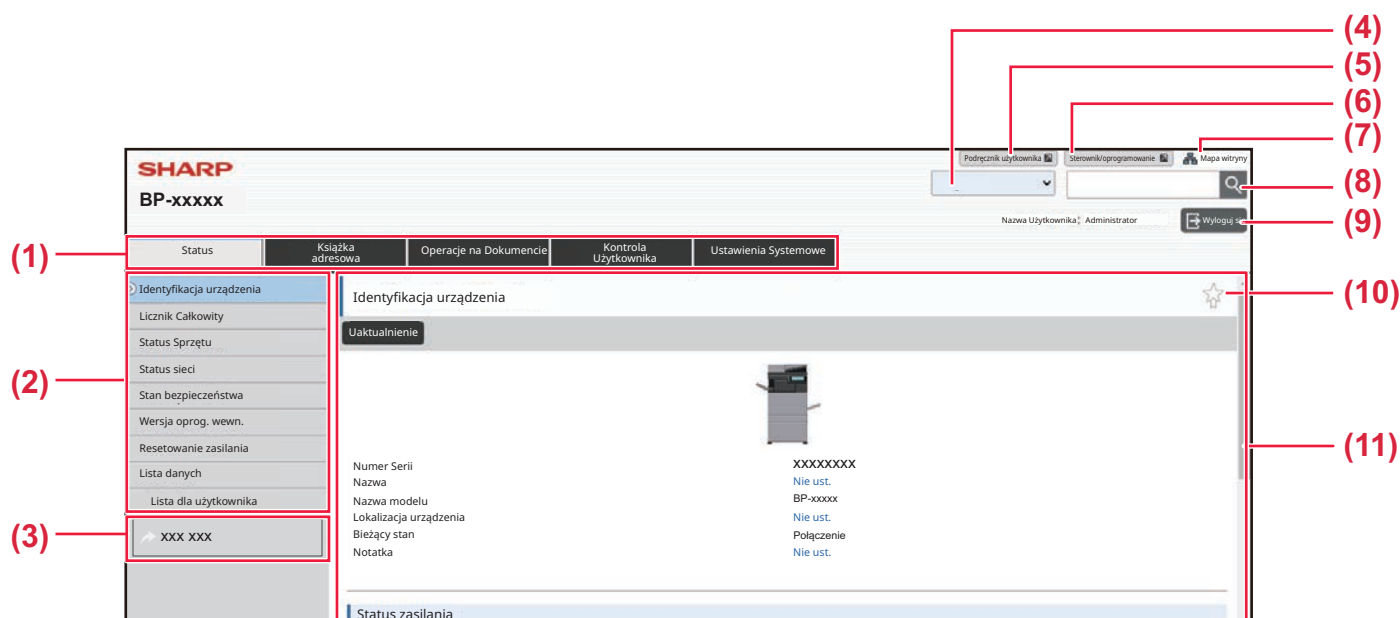 (4)
(5)
(6)
(7)
SHARP
Podręcznik użytkownika
Sterownik/oprogramowanie
Mapa witryny
BP-xxxxx
(8)
Nazwa Użytkownika: Administrator
Wyloguj się
(9)
(1)
Status
Książka
adresowa
Operacje na Dokumencie
Kontrola
Użytkownika
Ustawienia Systemowe
(2)
Identyfikacja urządzenia
Licznik Całkowity
Status Sprzętu
Status sieci
Stan bezpieczeństwa
Wersja oprog. wewn.
Resetowanie zasilania
Lista danych
Lista dla użytkownika
(3)
XXX XXX
Identyfikacja urządzenia
(10)
Uaktualnienie
(11)
Numer Serii XXXXXXXX
Nazwa Nie ust.
Nazwa modelu BP-xxxxx
Lokalizacja urządzenia Nie ust.
Bieżący stan Połączenie
Notatka Nie ust.
Status zasilania